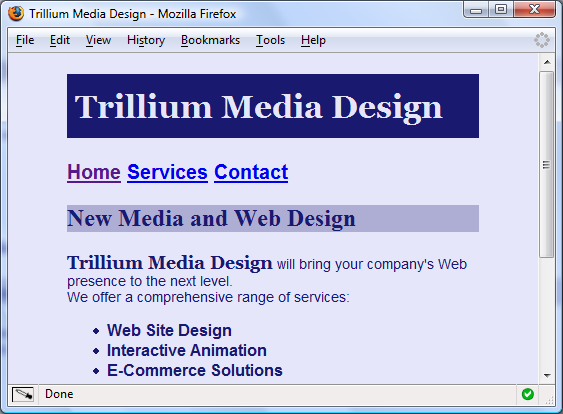 Trillium Media Design - Mozilla Firefox
File Edit View History Bookmarks Tools Help
Trillium Media Design
Home Services Contact
New Media and Web Design
Trillium Media Design will bring your company's Web
presence to the next level.
We offer a comprehensive range of services:
Web Site Design
Interactive Animation
E-Commerce Solutions
Done